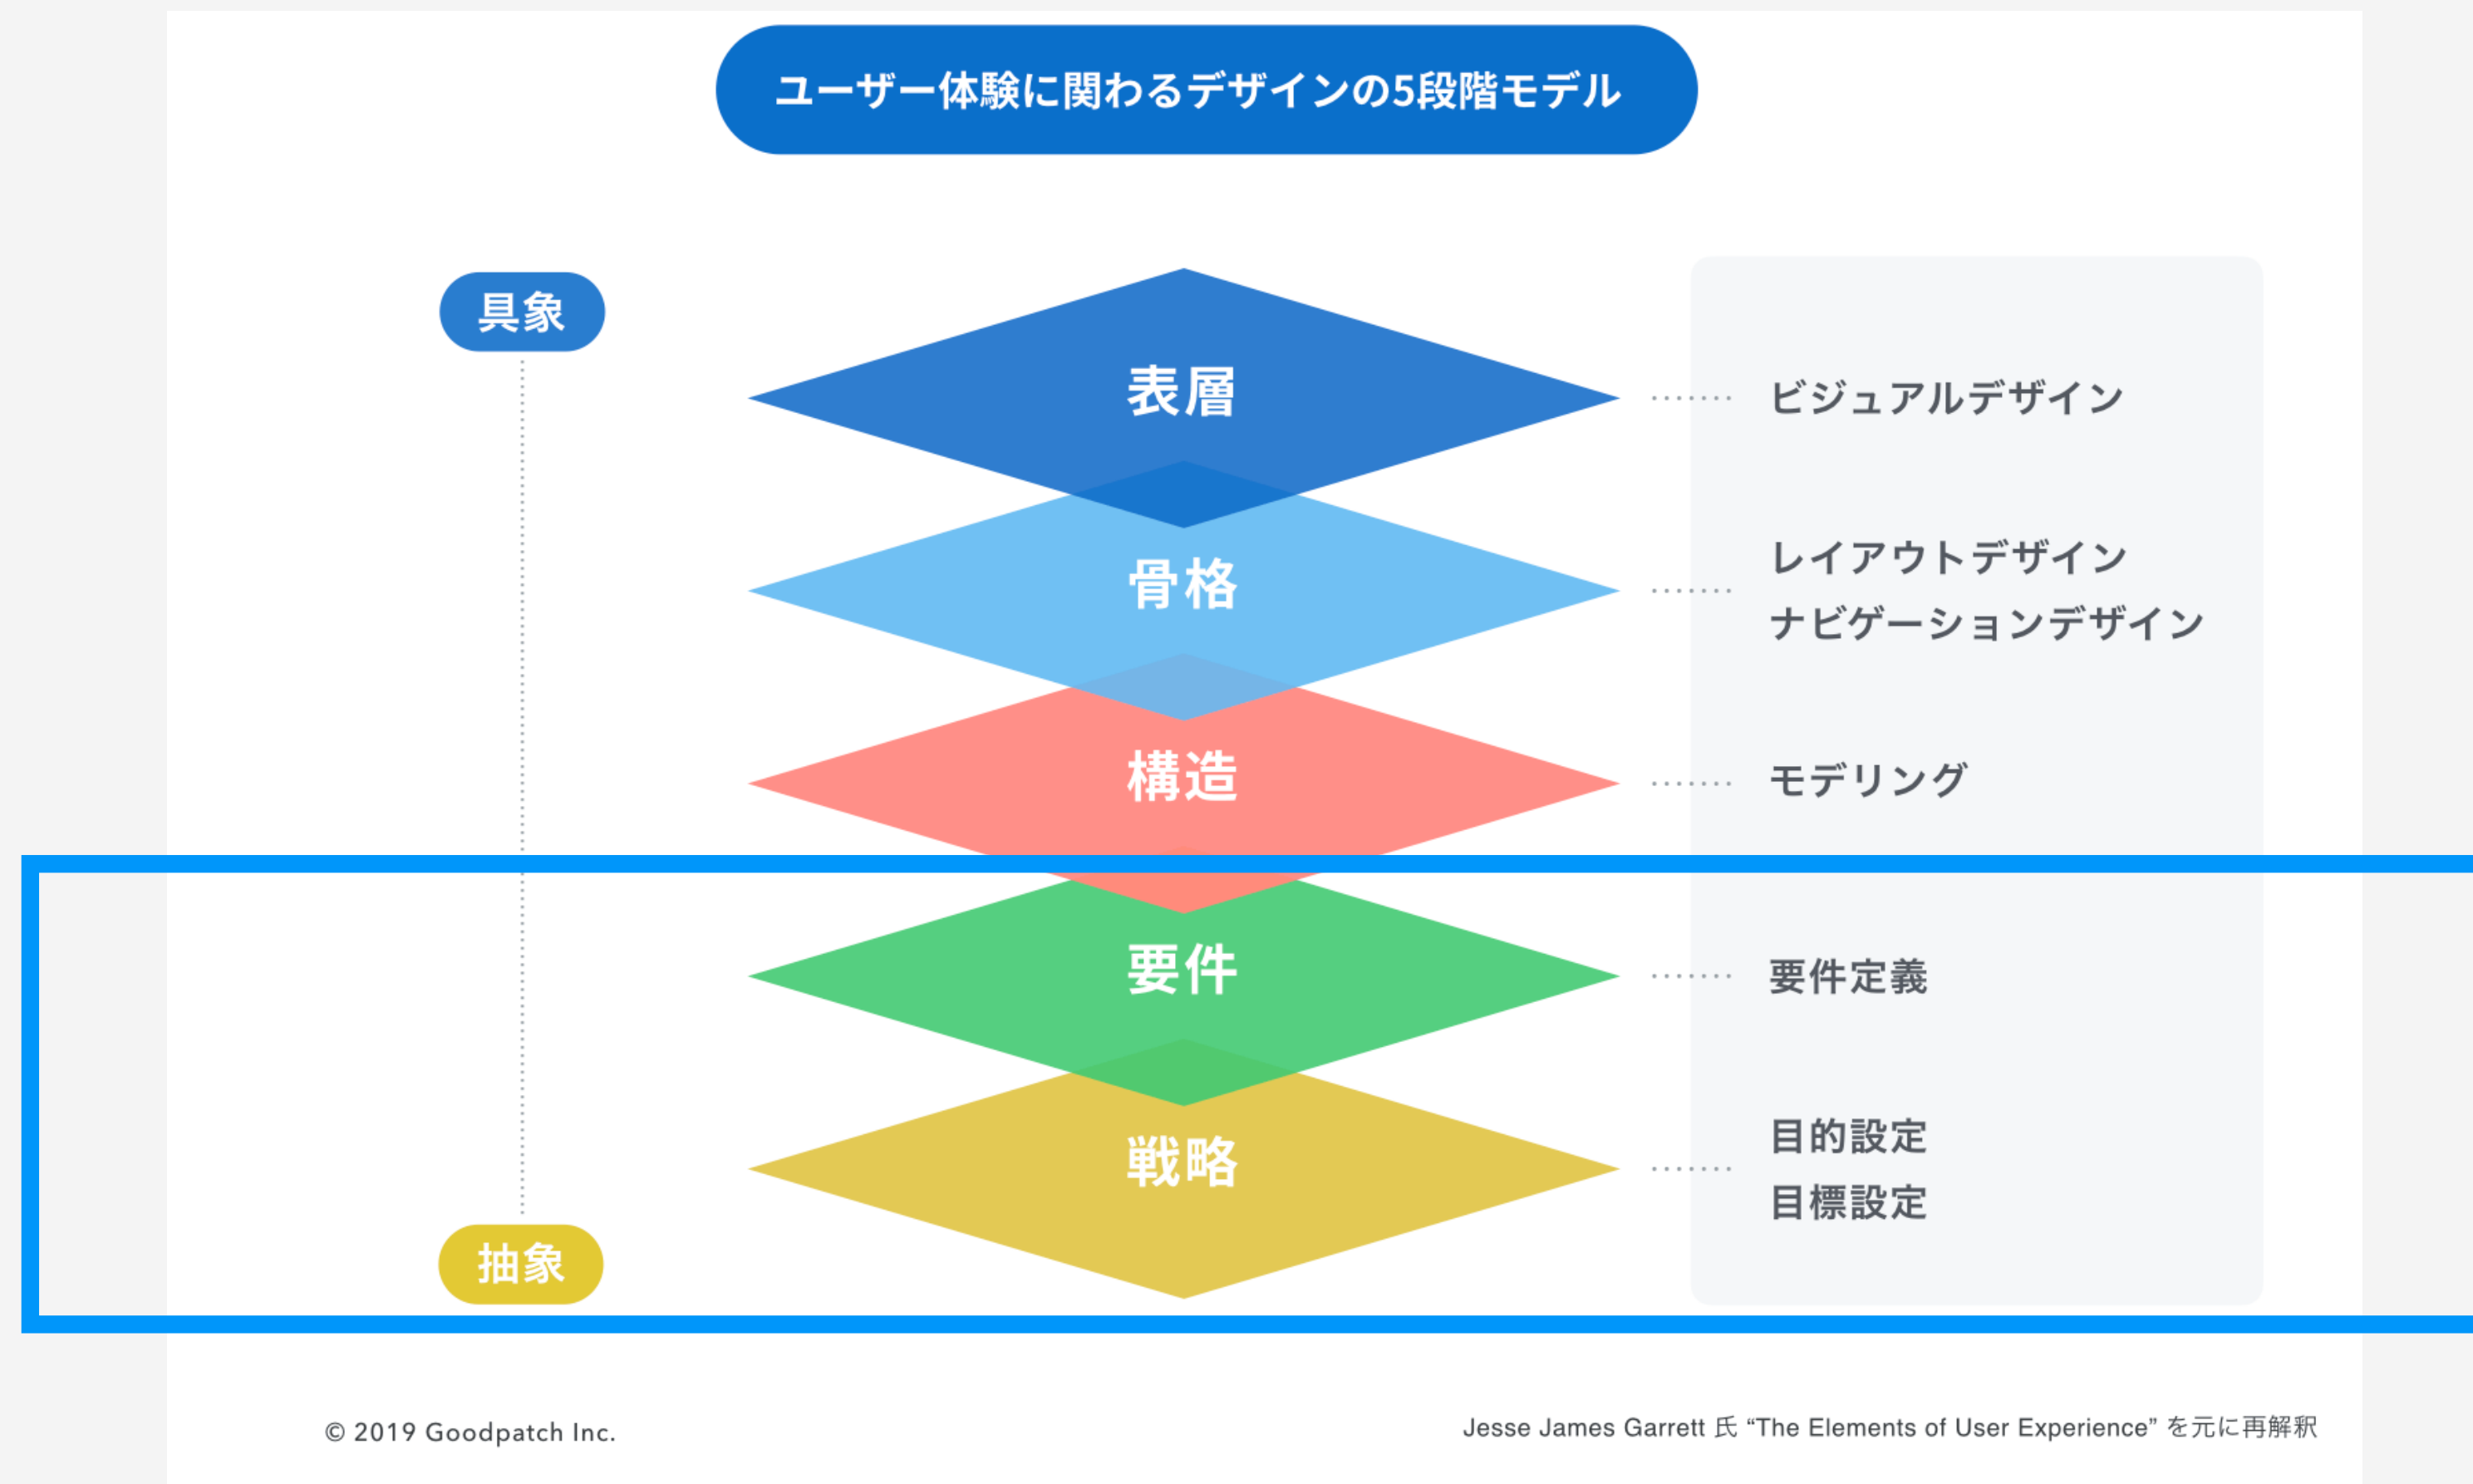 ユーザー体験に関わるデザインの5段階モデル
具象
表層
ビジュアルデザイン
骨格
レイアウトデザイン
ナビゲーションデザイン
構造
モデリング
要件
要件定義
戦略
目的設定
目標設定
抽象
© 2019 Goodpatch Inc.
Jesse James Garrett 氏 “The Elements of User Experience” を元に再解釈